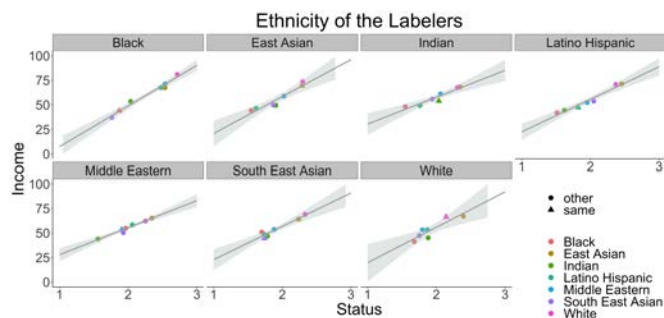 Ethnicity of the Labelers
Black East Asian Indian Latino Hispanic
100
75
50
25
0
Middle Eastern South East Asian White
100
75
50
25
0
1 2 3 1 2 3 1 2 3 1 2 3
Income
Status
other
same
Black
East Asian
Indian
Latino Hispanic
Middle Eastern
South East Asian
White